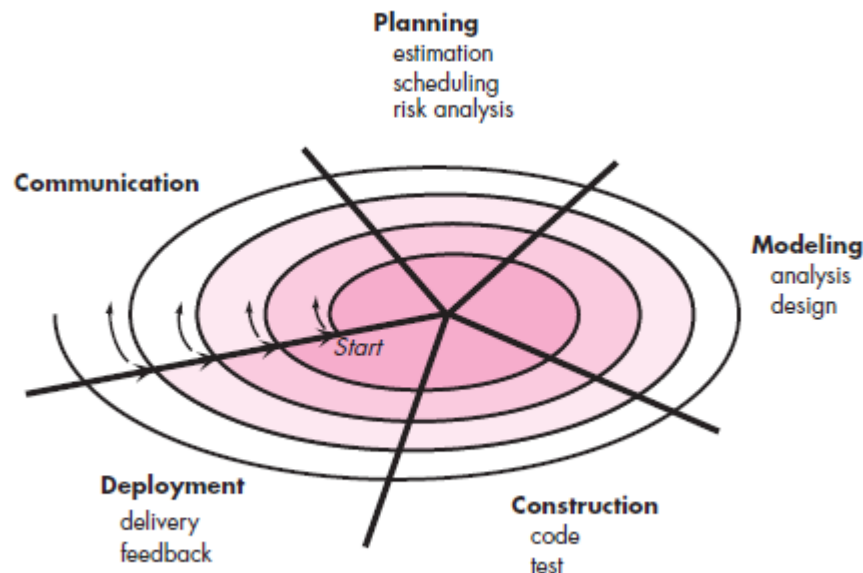 Planning
estimation
scheduling
risk analysis
Communication
Modeling
analysis
design
Start
Deployment
delivery
feedback
Construction
code
test